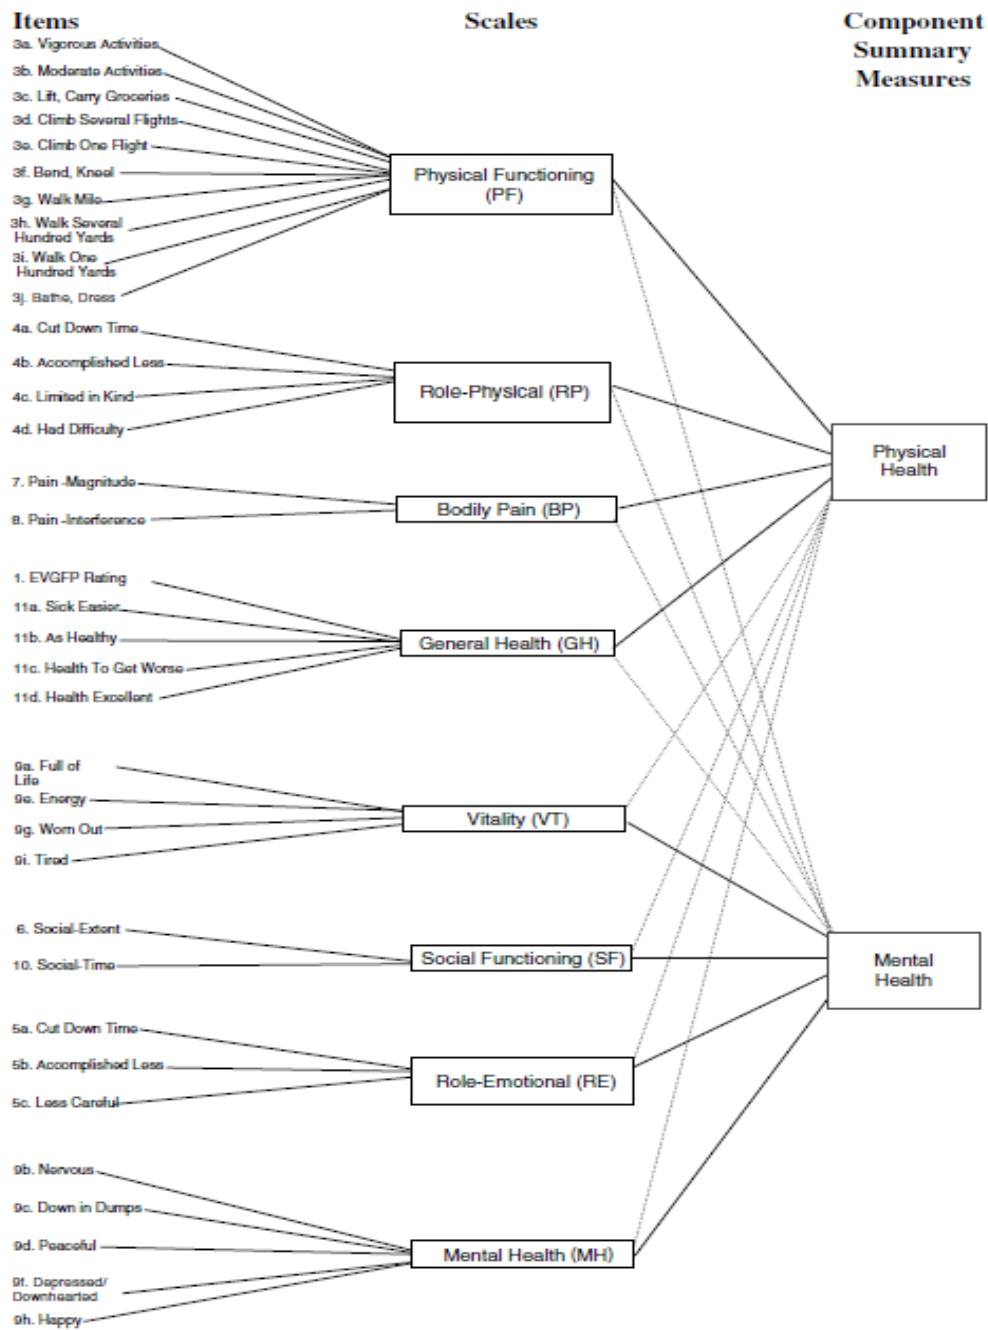 Items
Scales
Component
Summary
Measures
3a. Vigorous Activities
3b. Moderate Activities
3c. Lift, Carry Groceries
3d. Climb Several Flights
3e. Climb One Flight
3f. Bend, Kneel
3g. Walk Mile
3h. Walk Several
Hundred Yards
3i. Walk One
Hundred Yards
3j. Bathe, Dress
Physical Functioning
(PF)
4a. Cut Down Time
4b. Accomplished Less
4c. Limited in Kind
4d. Had Difficulty
Role-Physical (RP)
Physical
Health
7. Pain -Magnitude
8. Pain -Interference
Bodily Pain (BP)
1. EVGFP Rating
11a. Sick Easier
11b. As Healthy
11c. Health To Get Worse
11d. Health Excellent
General Health (GH)
9a. Full of
Life
9e. Energy
9g. Worn Out
9i. Tired
Vitality (VT)
6. Social-Extent
10. Social-Time
Social Functioning (SF)
Mental
Health
5a. Cut Down Time
5b. Accomplished Less
5c. Less Careful
Role-Emotional (RE)
9b. Nervous
9c. Down in Dumps
9d. Peaceful
9f. Depressed/
Downhearted
9h. Happy
Mental Health (MH)